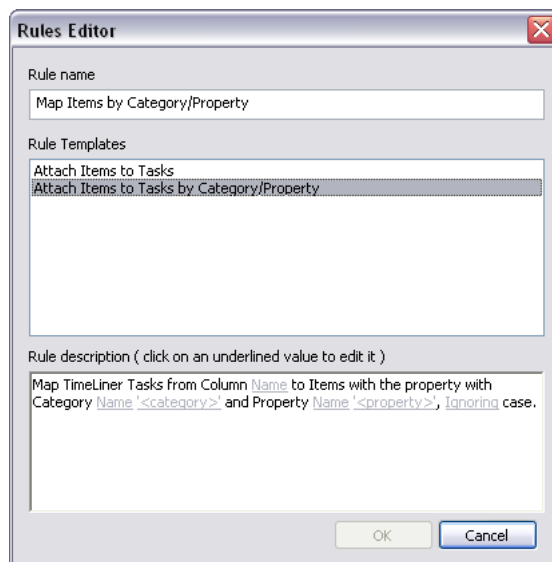 Rules Editor
Rule name
Map Items by Category/Property
Rule Templates
Attach Items to Tasks
Attach Items to Tasks by Category/Property
Rule description ( click on an underlined value to edit it )
Map TimeLiner Tasks from Column Name to Items with the property with
Category Name '<category>' and Property Name '<property>', Ignoring case.
OK Cancel